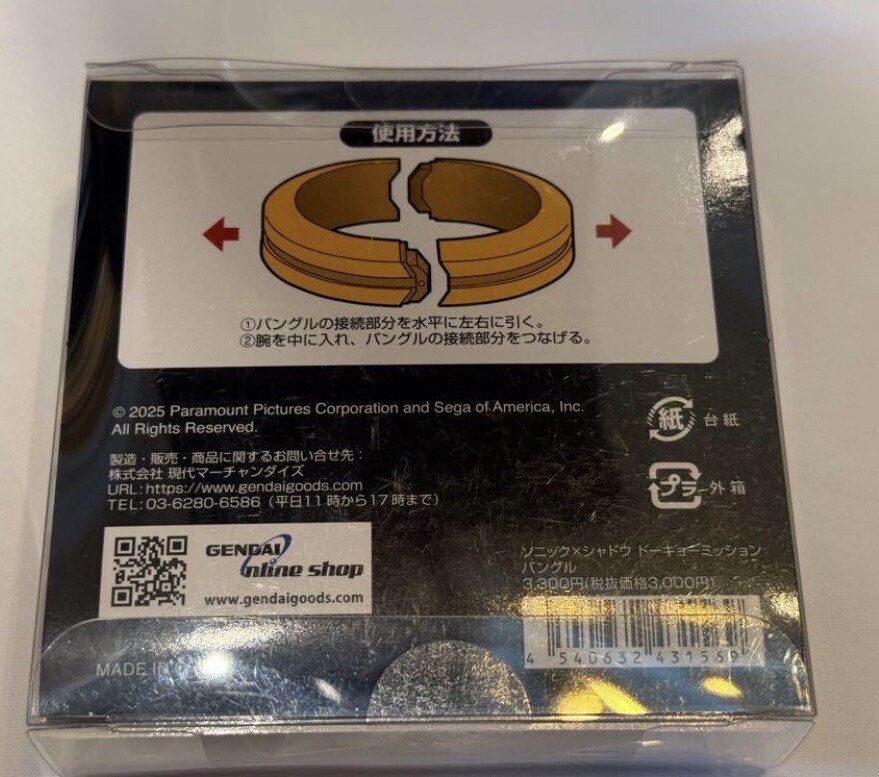 使用方法
①バングルの接続部分を水平に左右に引く。
②腕を中に入れ、バングルの接続部分をつなげる。
© 2025 Paramount Pictures Corporation and Sega of America, Inc.
All Rights Reserved.
紙 台紙
製造・販売・商品に関するお問い合せ先：
株式会社 現代マーチャンダイズ
URL：https://www.gendaigoods.com
TEL：03-6280-6586（平日11時から17時まで）
プラ 外箱
GENDAI
Online shop
www.gendaigoods.com
ソニック×シャドウ ドーキョーミッション
バングル
3,300円(税抜価格3,000円)
4 540632 431569
MADE IN